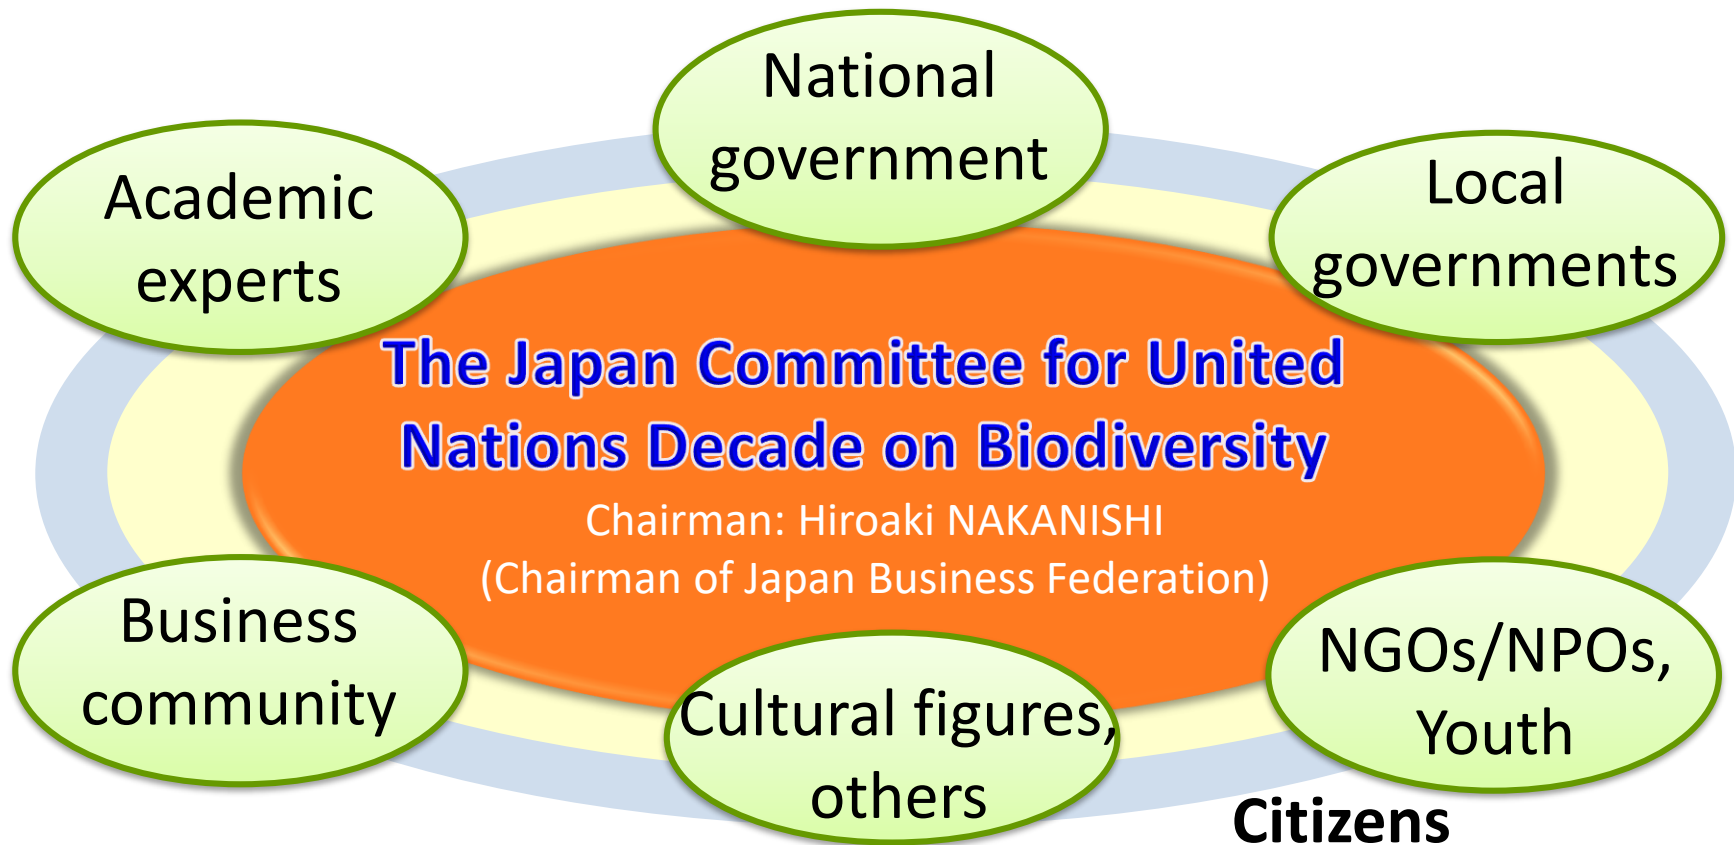 National
government
Academic
experts
Local
governments
The Japan Committee for United
Nations Decade on Biodiversity
Chairman: Hiroaki NAKANISHI
(Chairman of Japan Business Federation)
Business
community
Cultural figures,
others
NGOs/NPOs,
Youth
Citizens